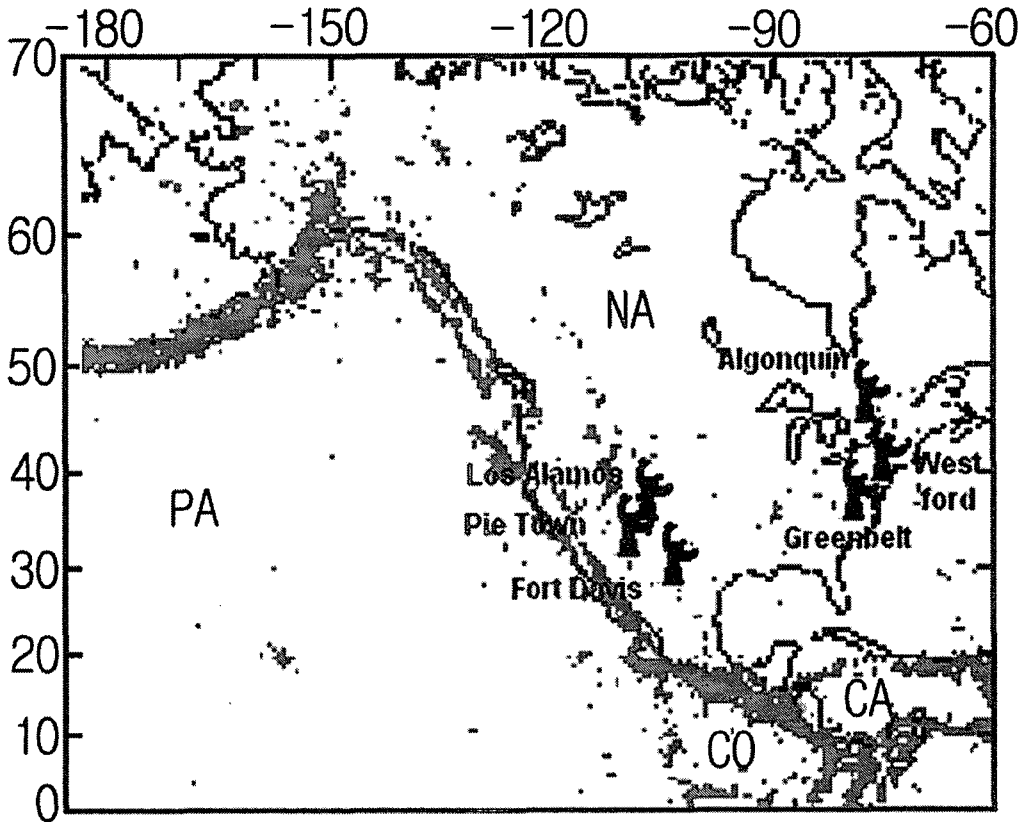 -180 -150 -120 -90 -60
70
60
NA
Algonquin
50
40
Los Alamos
West
ford
PA
Pie Town
Greenbelt
30
Fort Davis
20
CA
10
CO
0